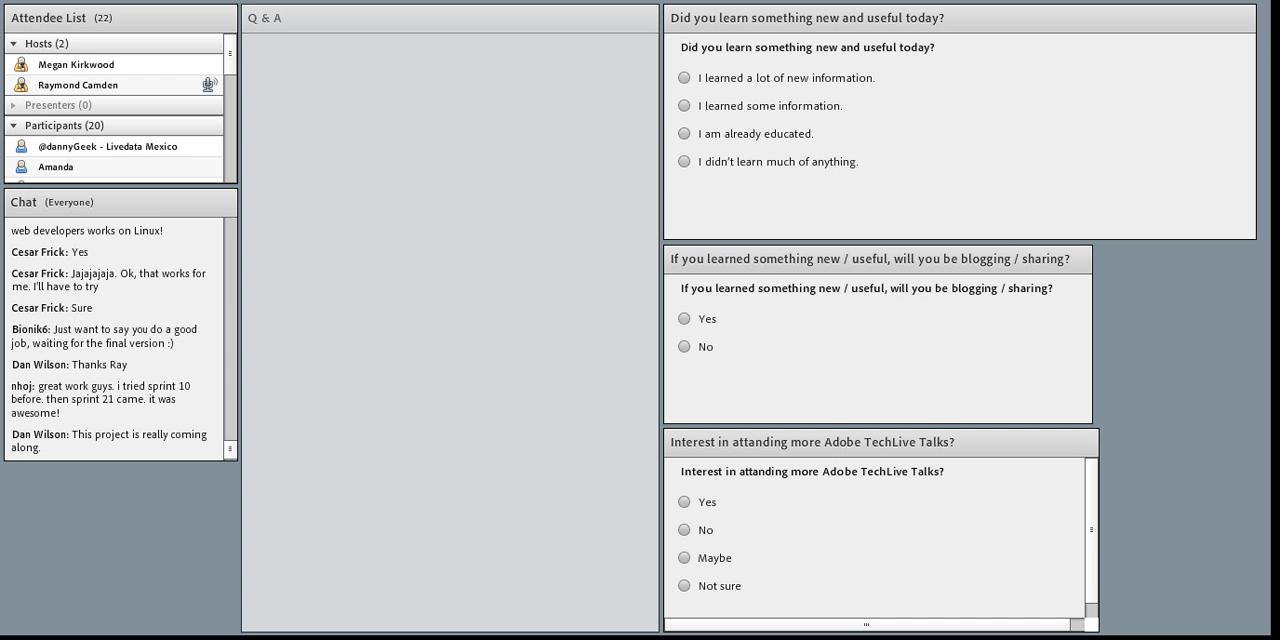 Attendee List (22)
Hosts (2)
Megan Kirkwood
Raymond Camden
Presenters (0)
Participants (20)
@dannyGeek - Livedata Mexico
Amanda
Chat (Everyone)
web developers works on Linux!
Cesar Frick: Yes
Cesar Frick: Jajajajaja. Ok, that works for
me. I'll have to try
Cesar Frick: Sure
Bionik6: Just want to say you do a good
job, waiting for the final version :)
Dan Wilson: Thanks Ray
nhoj: great work guys. i tried sprint 10
before. then sprint 21 came. it was
awesome!
Dan Wilson: This project is really coming
along.
Q & A
Did you learn something new and useful today?
Did you learn something new and useful today?
I learned a lot of new information.
I learned some information.
I am already educated.
I didn't learn much of anything.
If you learned something new / useful, will you be blogging / sharing?
If you learned something new / useful, will you be blogging / sharing?
Yes
No
Interest in attanding more Adobe TechLive Talks?
Interest in attanding more Adobe TechLive Talks?
Yes
No
Maybe
Not sure